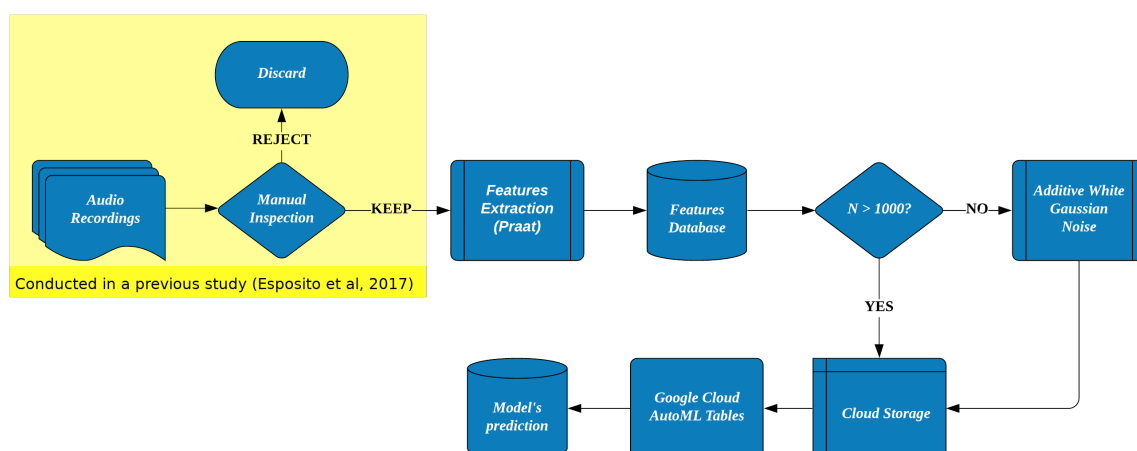 Discard
REJECT
Audio
Recordings
Manual
Inspection
KEEP
Features
Extraction
(Praat)
Features
Database
N > 1000?
NO
Additive White
Gaussian
Noise
Conducted in a previous study (Esposito et al, 2017)
YES
Model's
prediction
Google Cloud
AutoML Tables
Cloud Storage